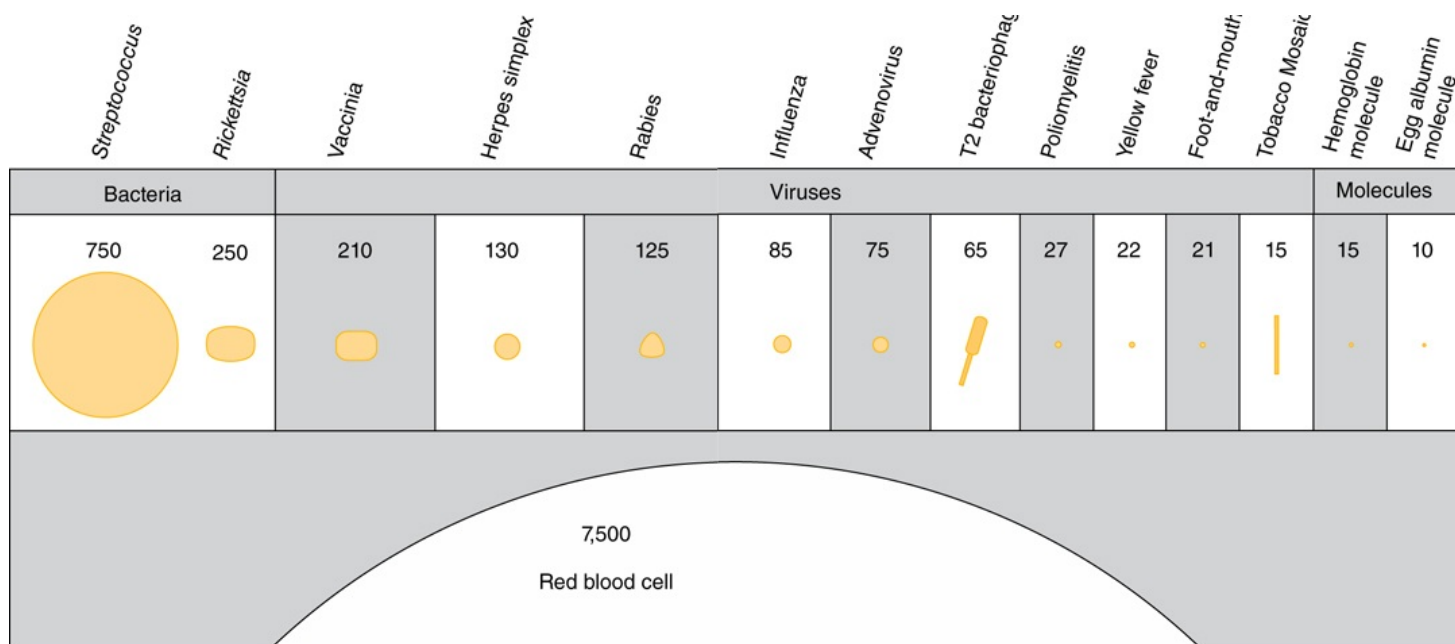 Streptococcus
Rickettsia
Vaccinia
Herpes simplex
Rabies
Influenza
Advenovirus
T2 bacteriophag
Poliomyelitis
Yellow fever
Foot-and-mouth
Tobacco Mosaic
Hemoglobin
molecule
Egg albumin
molecule
Bacteria
Viruses
Molecules
750
250
210
130
125
85
75
65
27
22
21
15
15
10
7,500
Red blood cell